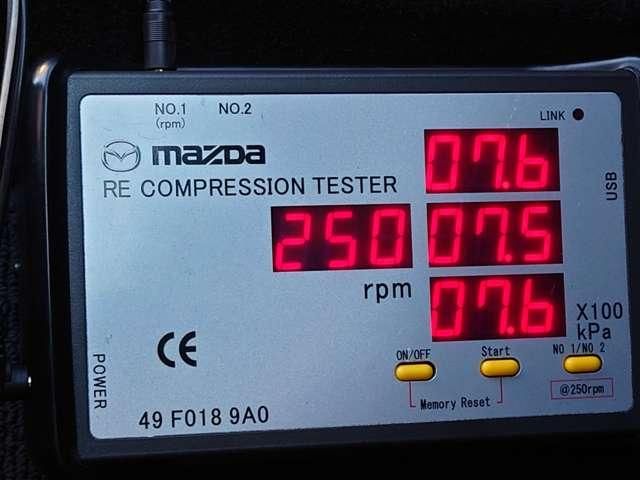 NO.1 NO.2
(rpm)
LINK
mazda
RE COMPRESSION TESTER
07.6
250 07.5
rpm
07.6
X100
kPa
USB
POWER
CE
ON/OFF Start NO 1/NO 2
Memory Reset
@250rpm
49 F018 9A0